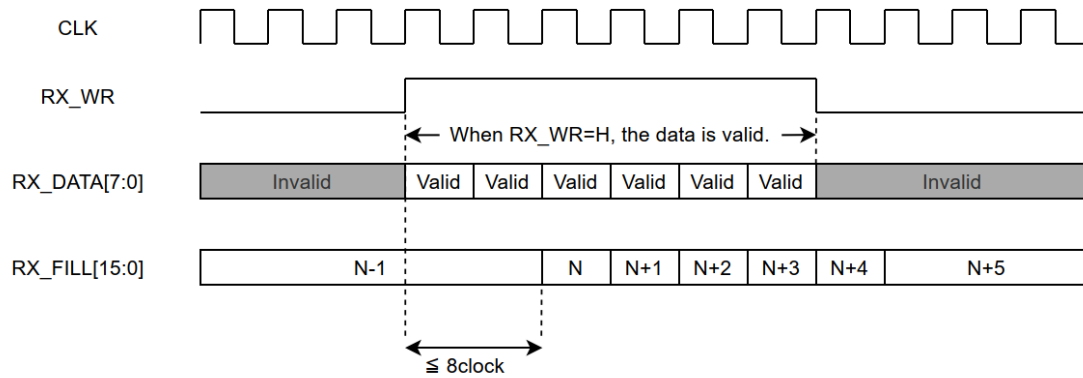 CLK
RX_WR
When RX_WR=H, the data is valid.
RX_DATA[7:0] Invalid Valid Valid Valid Valid Valid Valid Invalid
RX_FILL[15:0] N-1 N N+1 N+2 N+3 N+4 N+5
≦ 8clock